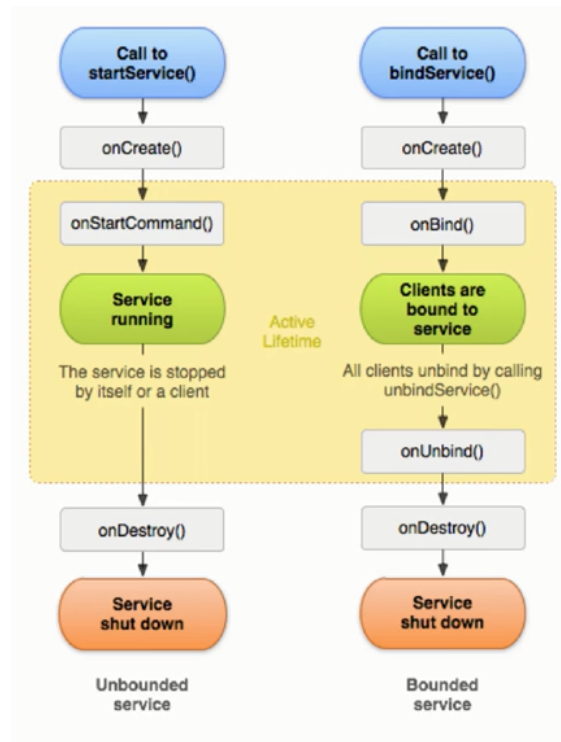 Call to
startService()
onCreate()
onStartCommand()
Service
running
The service is stopped
by itself or a client
onDestroy()
Service
shut down
Unbounded
service
Active
Lifetime
Call to
bindService()
onCreate()
onBind()
Clients are
bound to
service
All clients unbind by calling
unbindService()
onUnbind()
onDestroy()
Service
shut down
Bounded
service